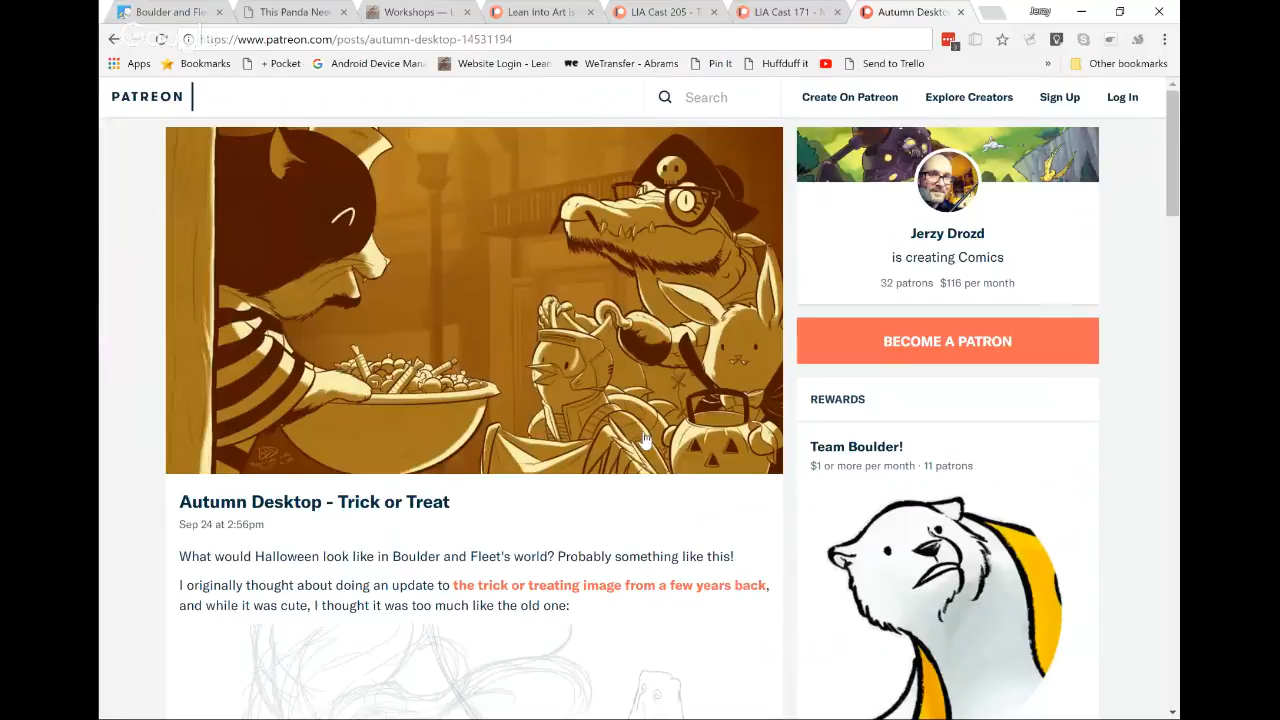 Boulder and Fle
This Panda Nee
Workshops — L
Lean Into Art is
LIA Cast 205 - T
LIA Cast 171 - N
Autumn Deskto
Jerzy
https://www.patreon.com/posts/autumn-desktop-14531194
Apps
Bookmarks
+ Pocket
Android Device Man
Website Login - Lear
WeTransfer - Abrams
Pin It
Huffduff it
Send to Trello
»
Other bookmarks
PATREON
Search
Create On Patreon
Explore Creators
Sign Up
Log In
Jerzy Drozd
is creating Comics
32 patrons $116 per month
BECOME A PATRON
REWARDS
Team Boulder!
$1 or more per month · 11 patrons
Autumn Desktop - Trick or Treat
Sep 24 at 2:56pm
What would Halloween look like in Boulder and Fleet's world? Probably something like this!
I originally thought about doing an update to the trick or treating image from a few years back,
and while it was cute, I thought it was too much like the old one: